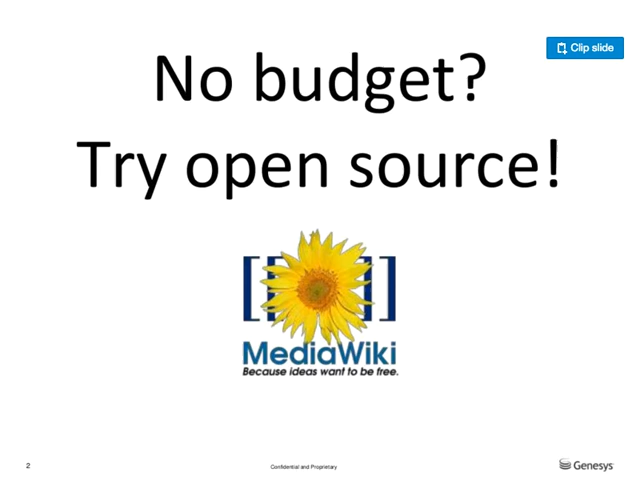 Clip slide
No budget?
Try open source!
[[ ]]
MediaWiki
Because ideas want to be free.
2
Confidential and Proprietary
Genesys